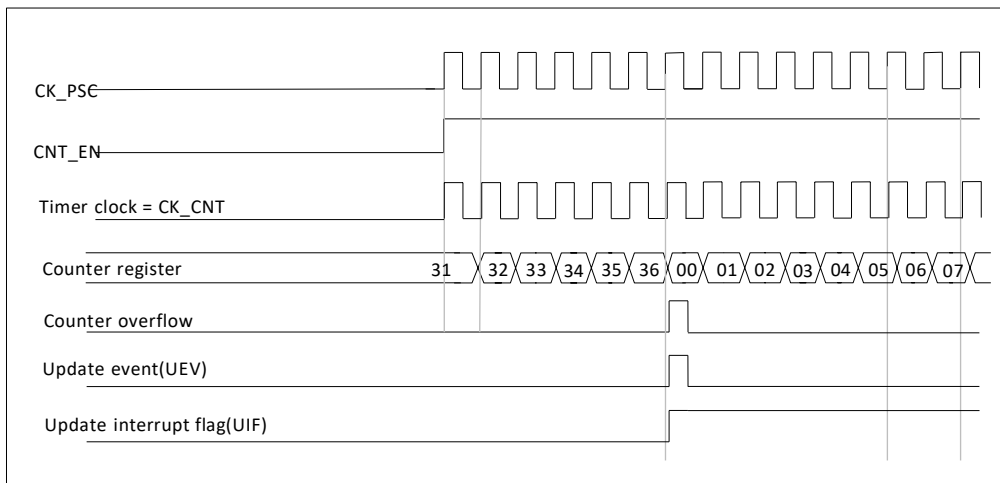 CK_PSC
CNT_EN
Timer clock = CK_CNT
Counter register 31 32 33 34 35 36 00 01 02 03 04 05 06 07
Counter overflow
Update event(UEV)
Update interrupt flag(UIF)